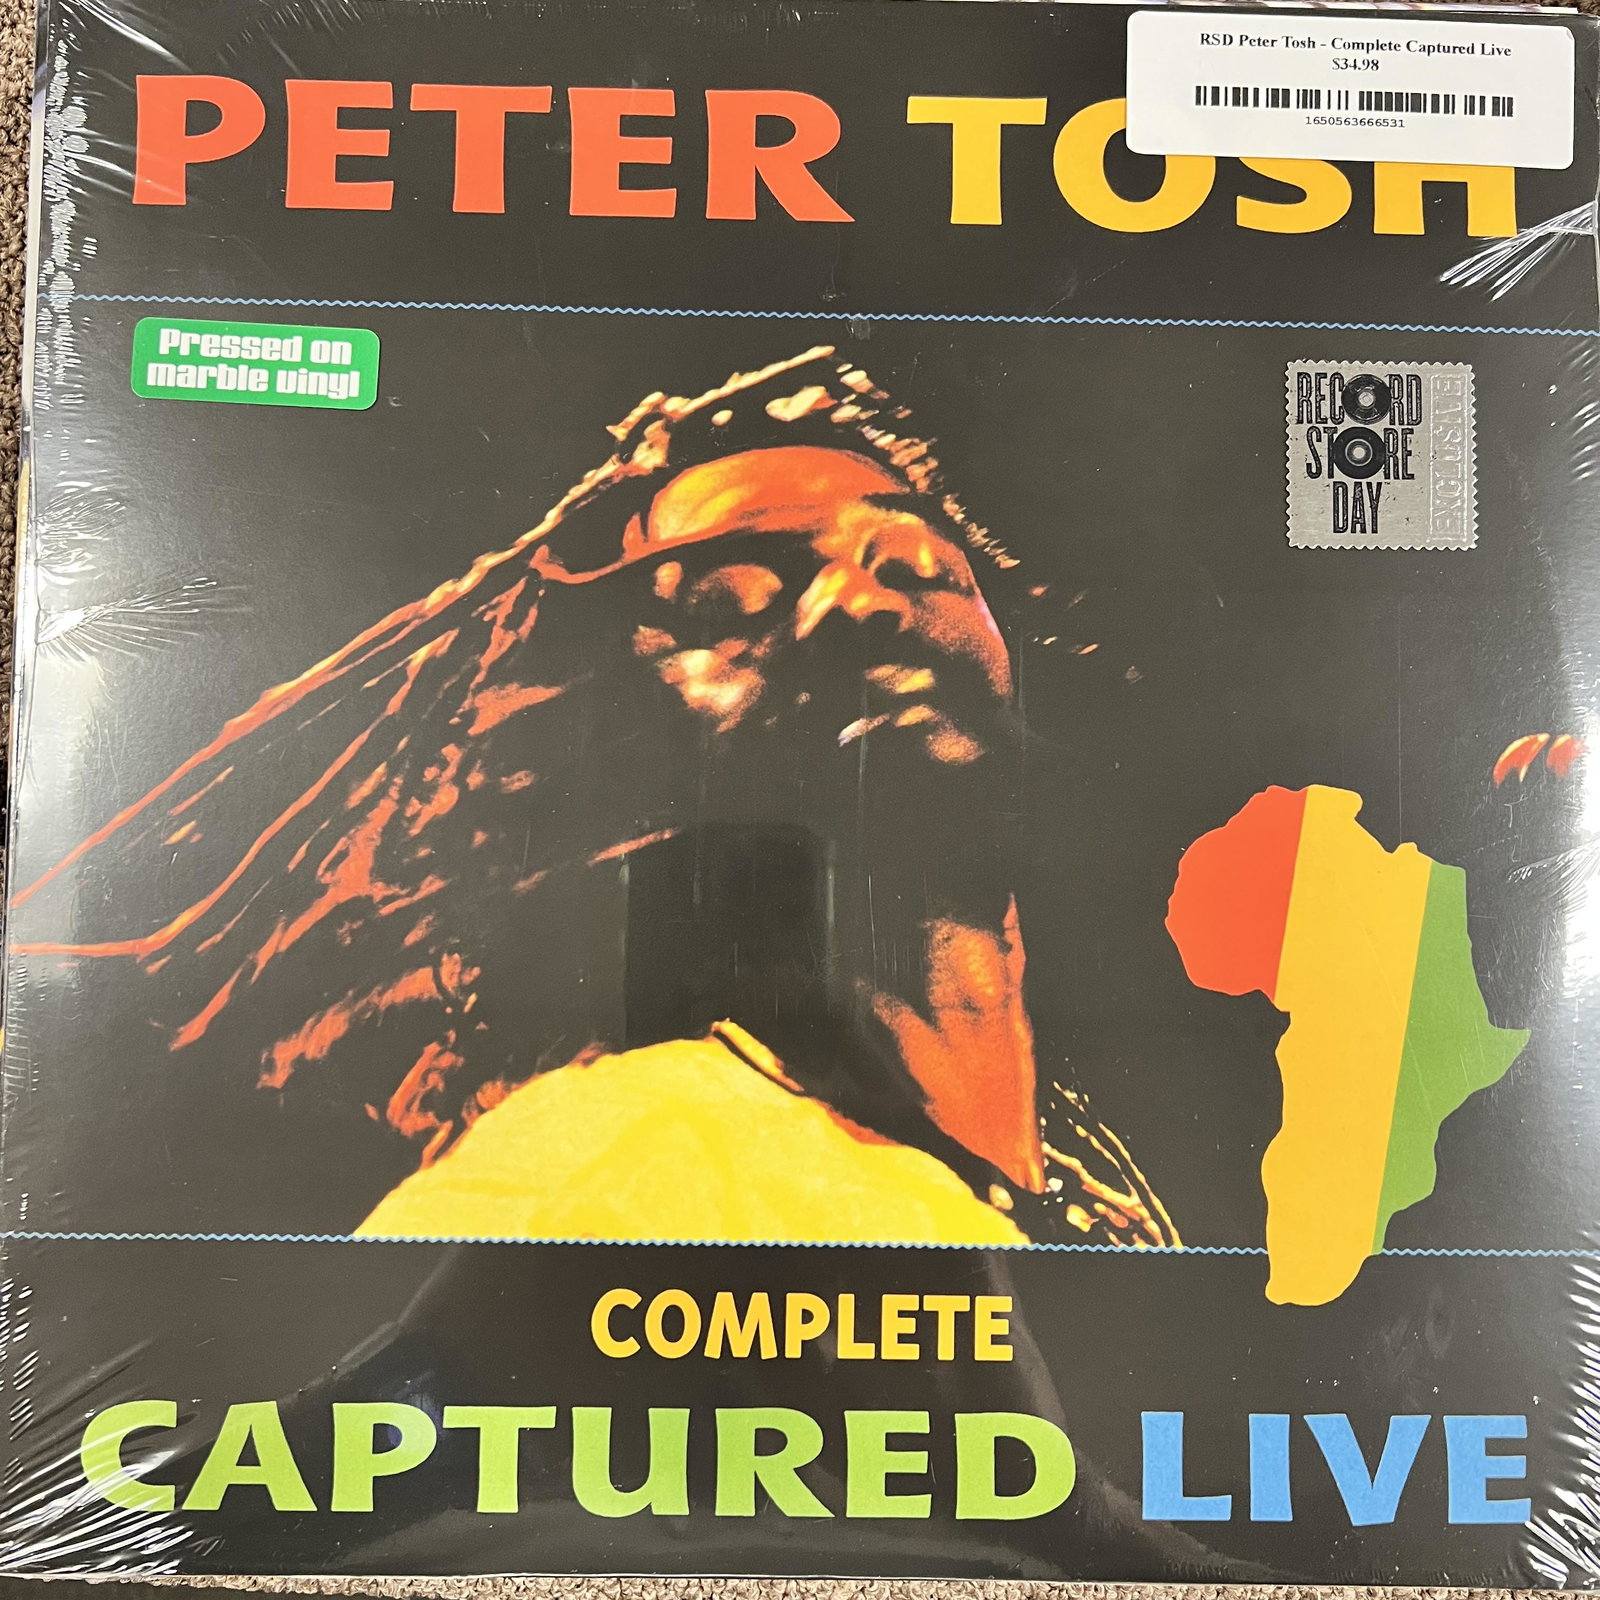 RSD Peter Tosh - Complete Captured Live
$34.98
1650563666531
PETER TOSH
Pressed on
marble vinyl
RECORD
STORE
DAY
EXCLUSIVE
COMPLETE
CAPTURED LIVE